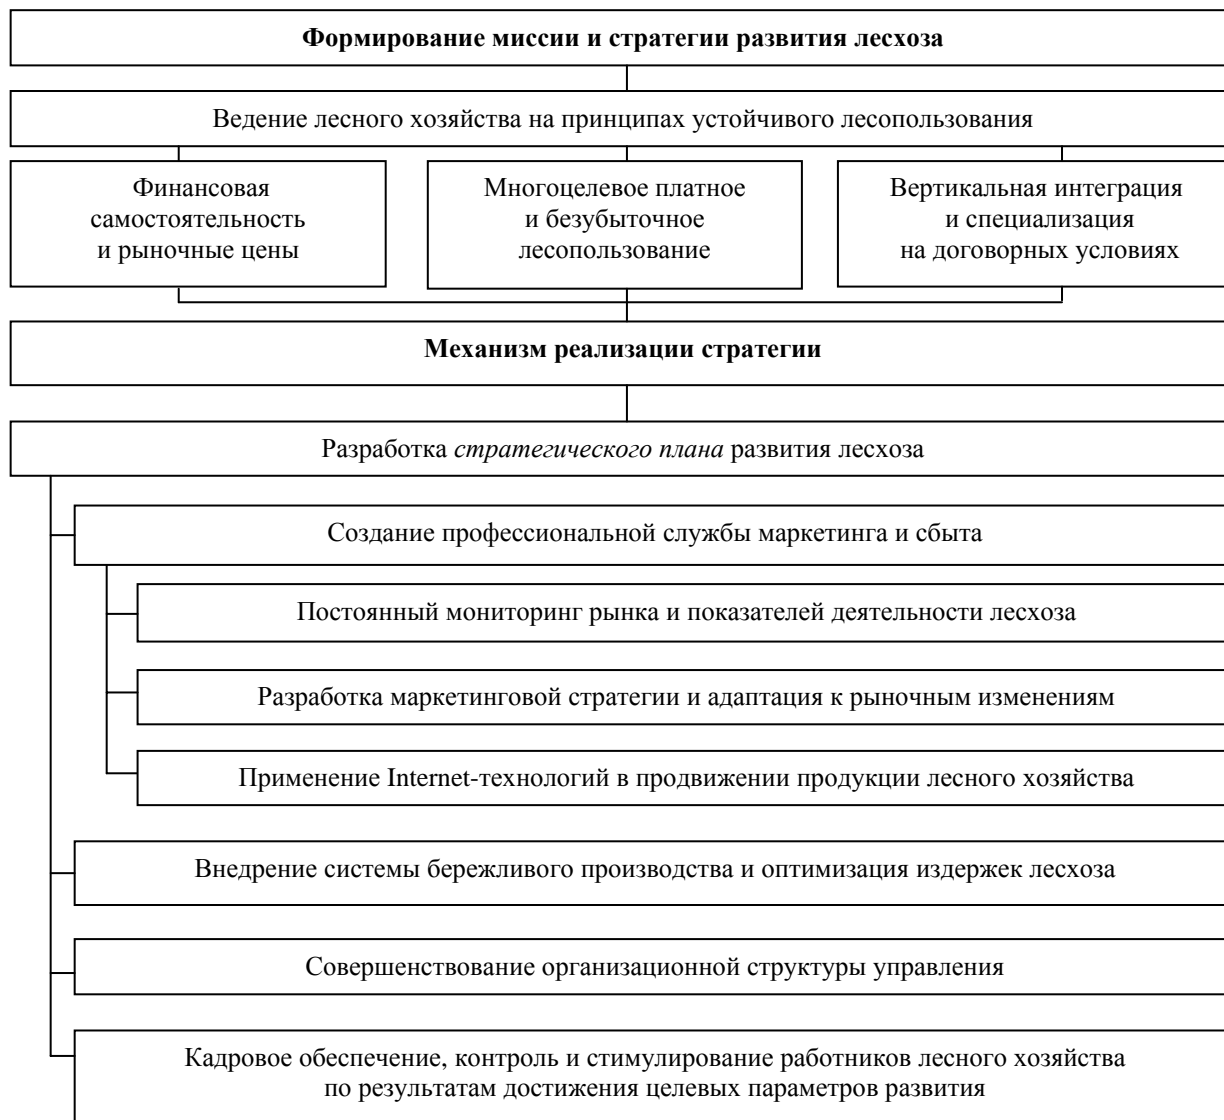 Формирование миссии и стратегии развития лесхоза
Ведение лесного хозяйства на принципах устойчивого лесопользования
Финансовая
самостоятельность
и рыночные цены
Многоцелевое платное
и безубыточное
лесопользование
Вертикальная интеграция
и специализация
на договорных условиях
Механизм реализации стратегии
Разработка стратегического плана развития лесхоза
Создание профессиональной службы маркетинга и сбыта
Постоянный мониторинг рынка и показателей деятельности лесхоза
Разработка маркетинговой стратегии и адаптация к рыночным изменениям
Применение Internet-технологий в продвижении продукции лесного хозяйства
Внедрение системы бережливого производства и оптимизация издержек лесхоза
Совершенствование организационной структуры управления
Кадровое обеспечение, контроль и стимулирование работников лесного хозяйства
по результатам достижения целевых параметров развития